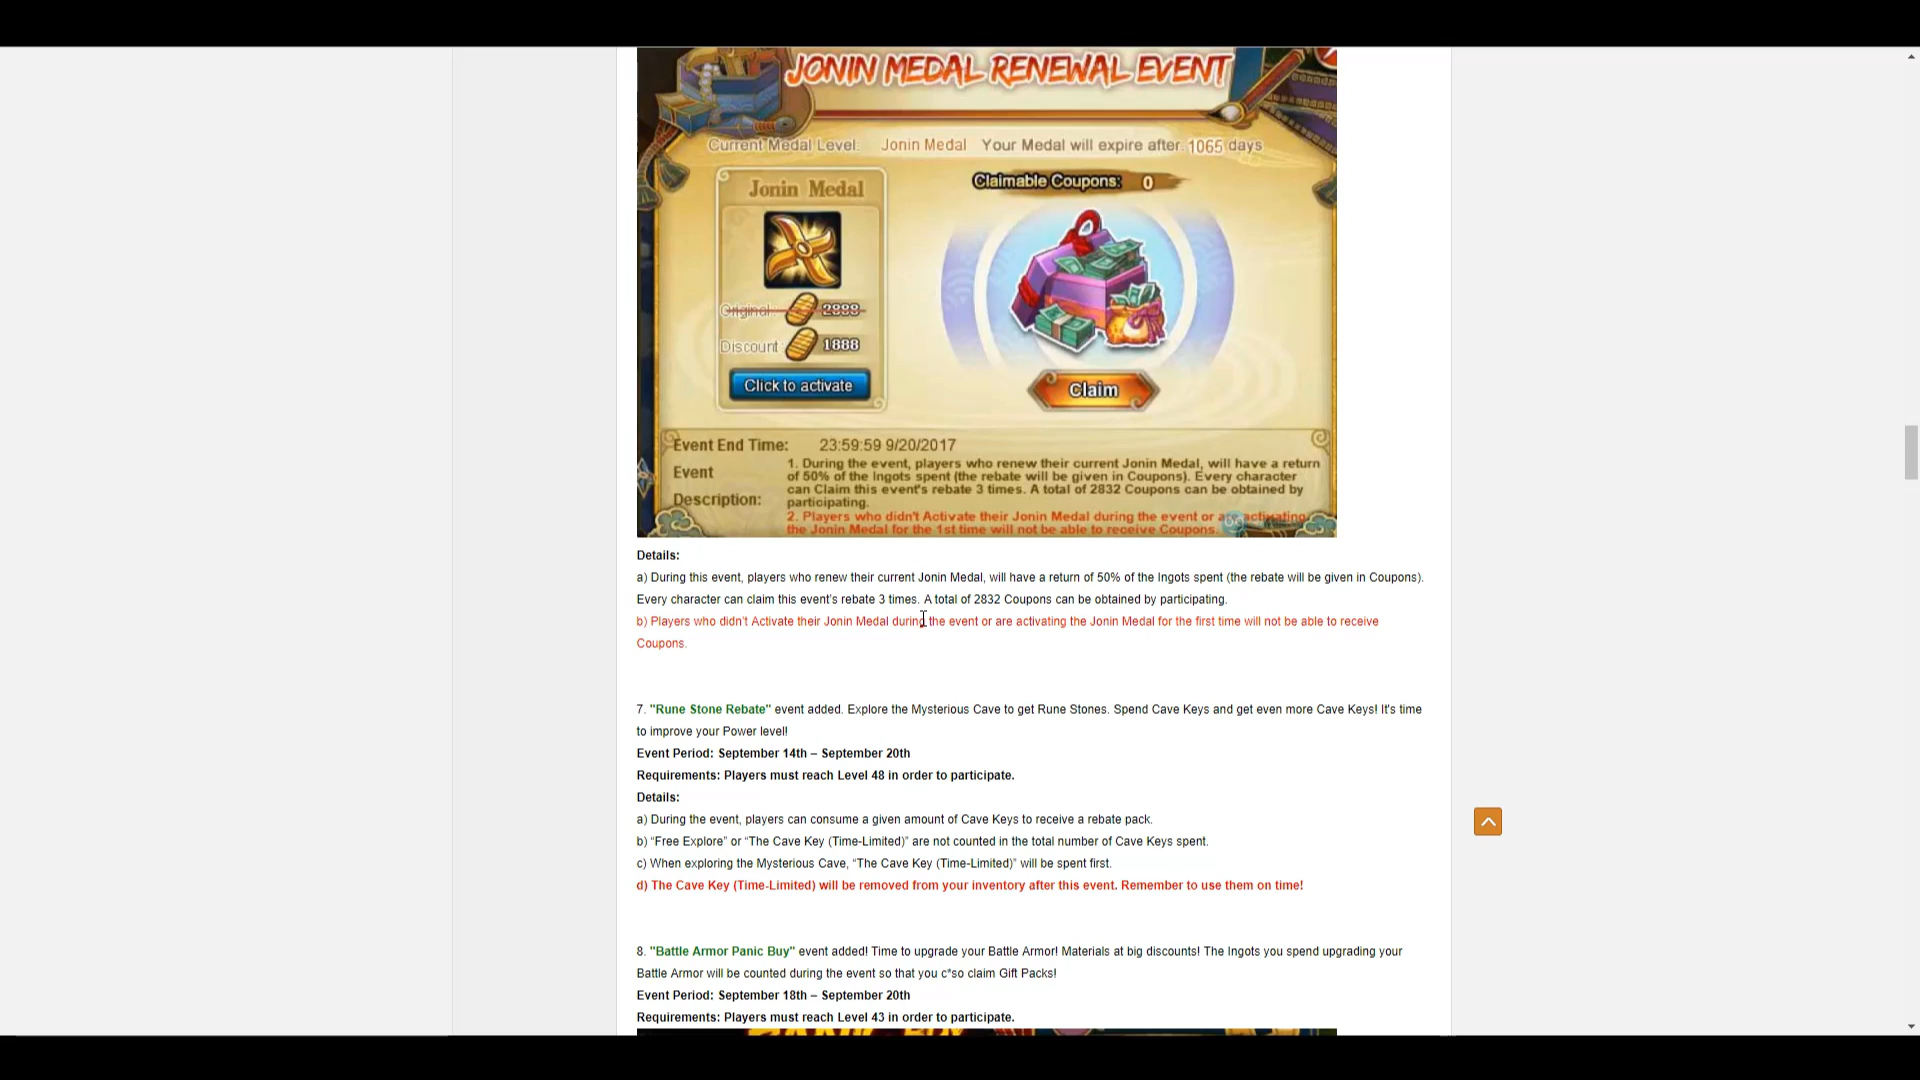 JONIN MEDAL RENEWAL EVENT
Current Medal Level: Jonin Medal Your Medal will expire after 1065 days
Jonin Medal
Claimable Coupons: 0
Original: 2888
Discount 1888
Click to activate
Claim
Event End Time: 23:59:59 9/20/2017
Event Description:
1. During the event, players who renew their current Jonin Medal, will have a return
of 50% of the Ingots spent (the rebate will be given in Coupons). Every character
can Claim this event's rebate 3 times. A total of 2832 Coupons can be obtained by
participating.
2. Players who didn't Activate their Jonin Medal during the event or activating
the Jonin Medal for the 1st time will not be able to receive Coupons.
Details:
a) During this event, players who renew their current Jonin Medal, will have a return of 50% of the Ingots spent (the rebate will be given in Coupons).
Every character can claim this event's rebate 3 times. A total of 2832 Coupons can be obtained by participating.
b) Players who didn't Activate their Jonin Medal during the event or are activating the Jonin Medal for the first time will not be able to receive
Coupons.
7. "Rune Stone Rebate" event added. Explore the Mysterious Cave to get Rune Stones. Spend Cave Keys and get even more Cave Keys! It's time
to improve your Power level!
Event Period: September 14th – September 20th
Requirements: Players must reach Level 48 in order to participate.
Details:
a) During the event, players can consume a given amount of Cave Keys to receive a rebate pack.
b) "Free Explore" or "The Cave Key (Time-Limited)" are not counted in the total number of Cave Keys spent.
c) When exploring the Mysterious Cave, "The Cave Key (Time-Limited)" will be spent first.
d) The Cave Key (Time-Limited) will be removed from your inventory after this event. Remember to use them on time!
8. "Battle Armor Panic Buy" event added! Time to upgrade your Battle Armor! Materials at big discounts! The Ingots you spend upgrading your
Battle Armor will be counted during the event so that you c*so claim Gift Packs!
Event Period: September 18th – September 20th
Requirements: Players must reach Level 43 in order to participate.